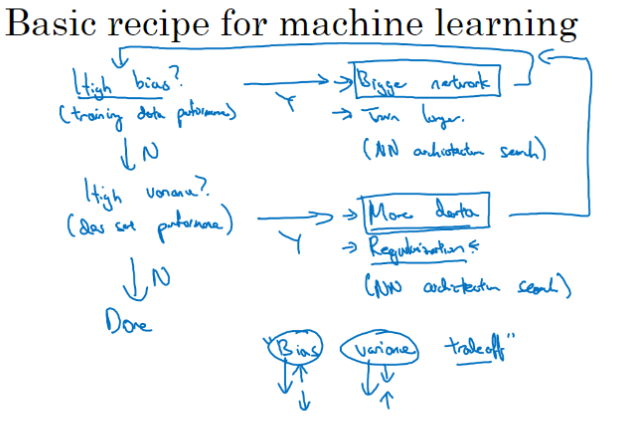 Basic recipe for machine learning
High bias?
(training data performance)
Y
Bigger network
Train longer.
(NN architecture search)
N
High variance?
(dev set performance)
Y
More data
Regularization
(NN architecture search)
N
Done
"Bias variance tradeoff"